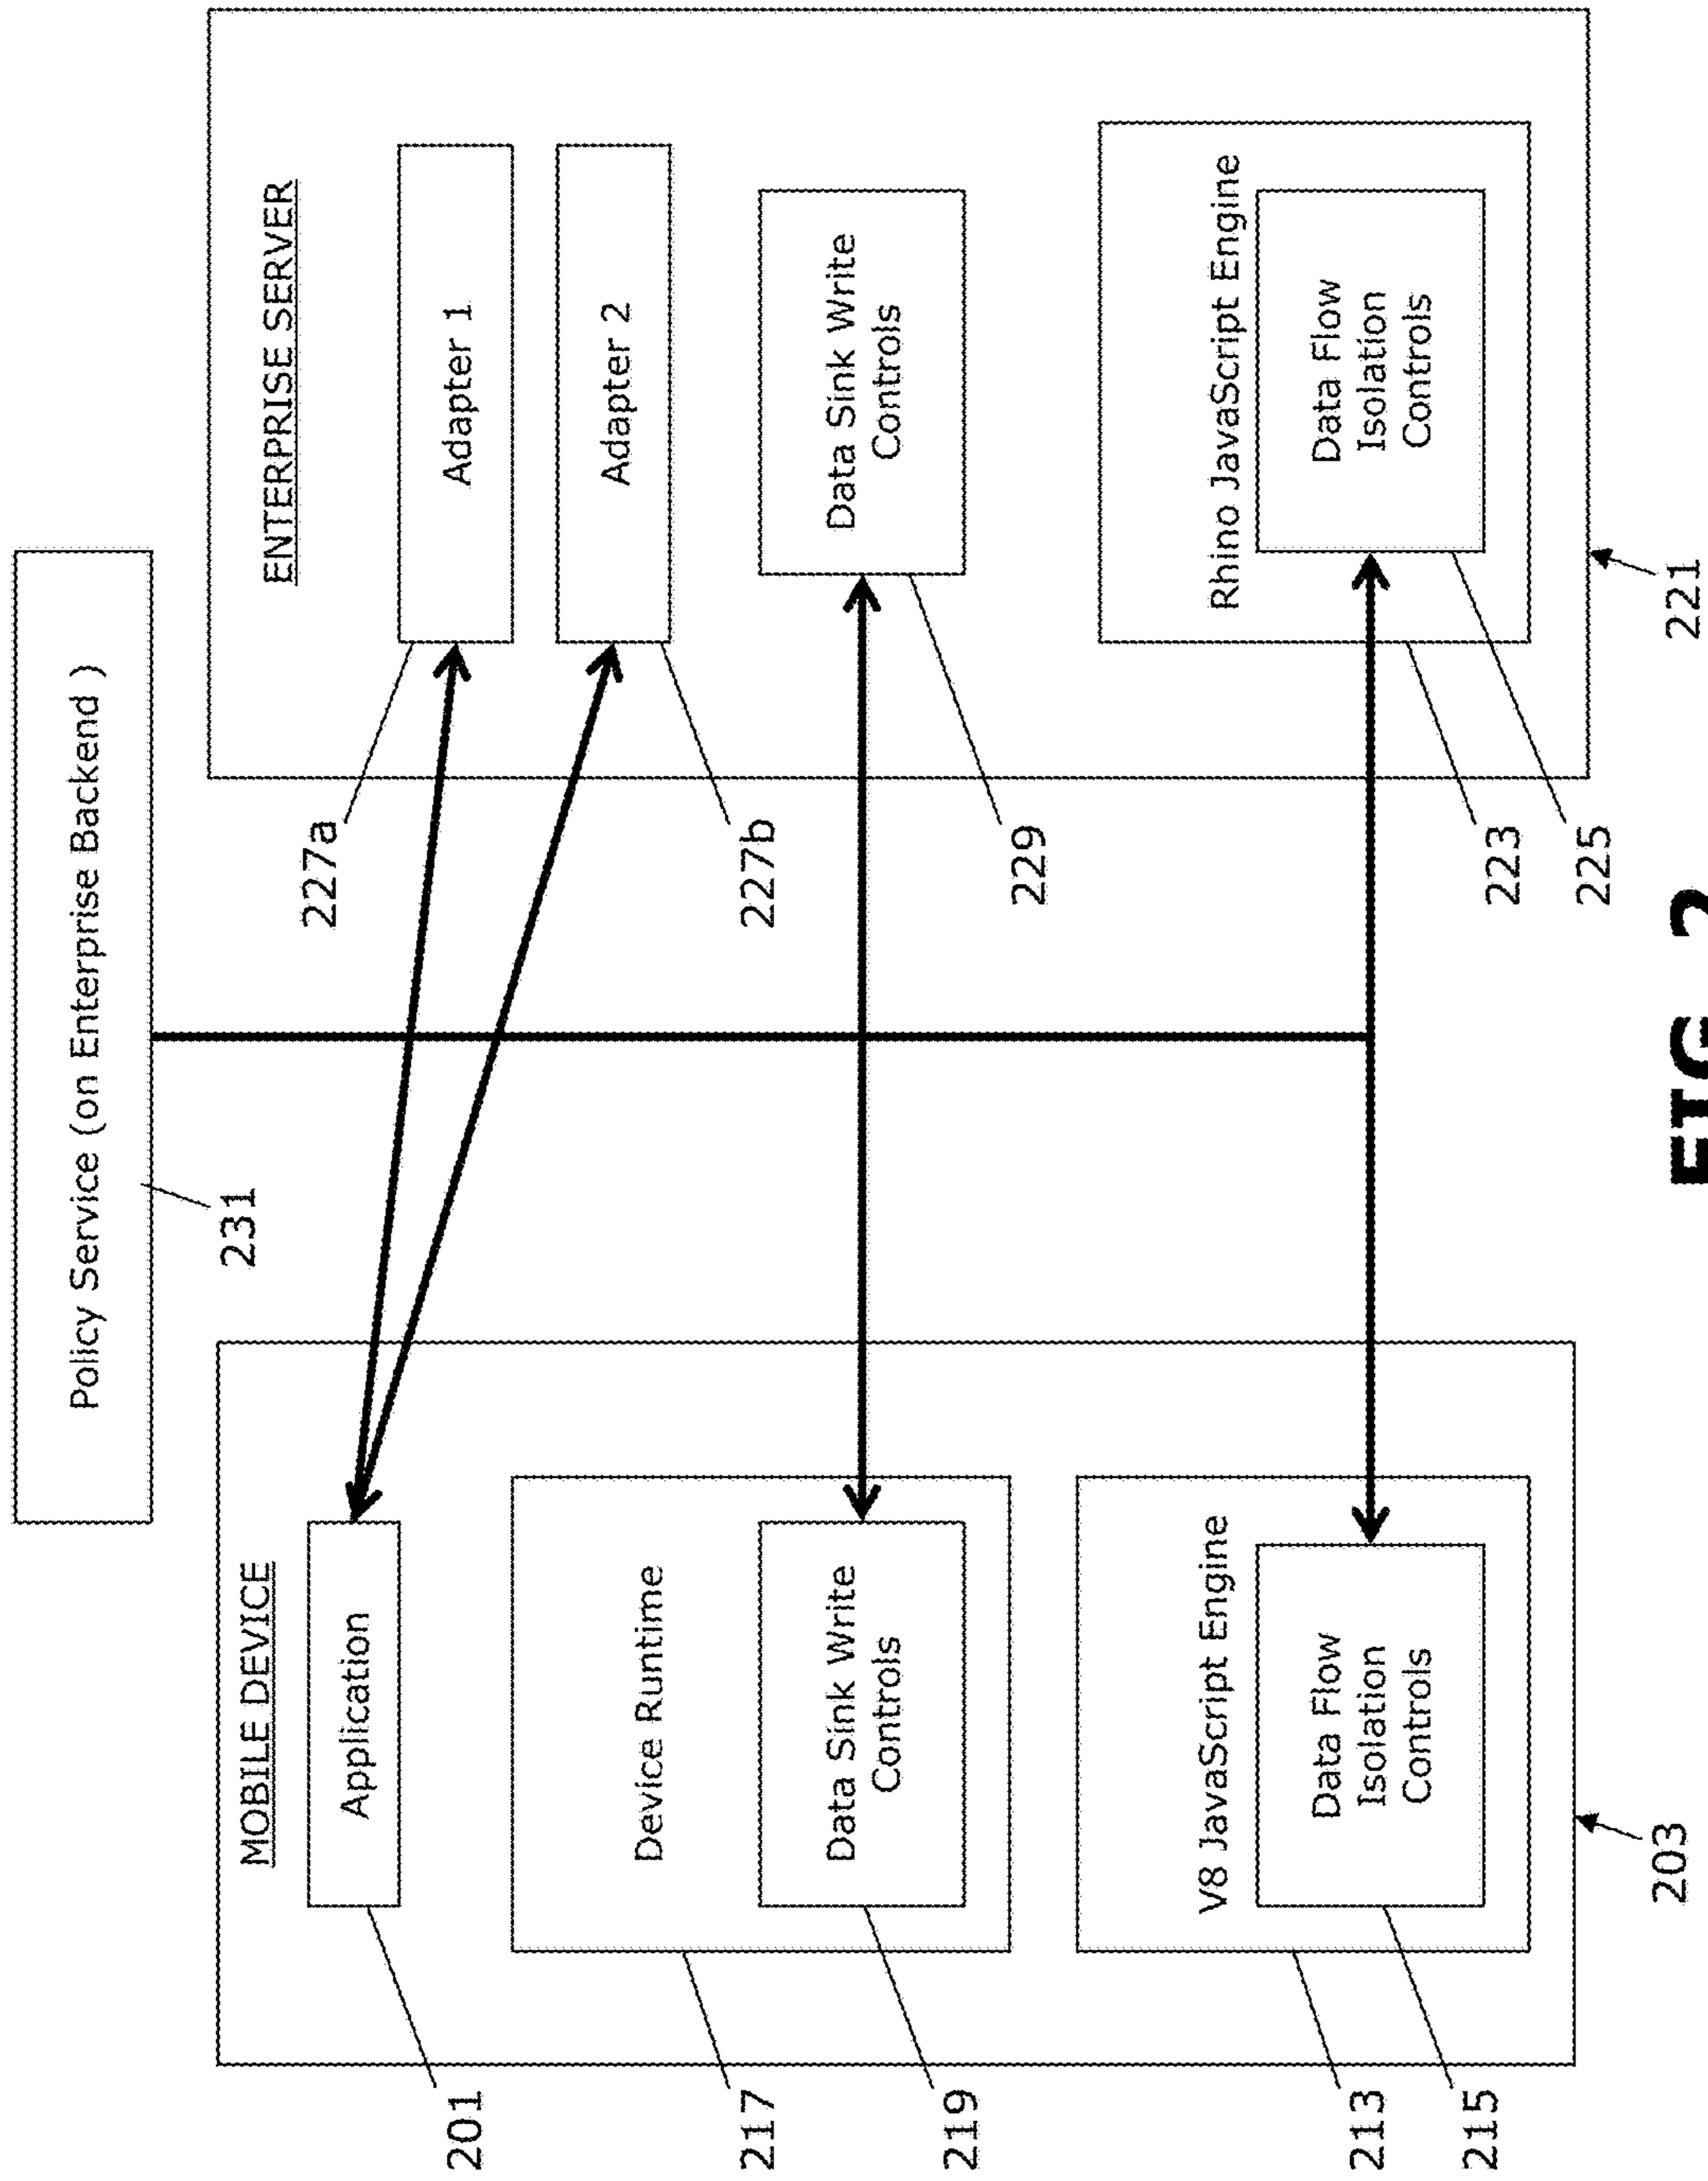 Policy Service (on Enterprise Backend )
231
MOBILE DEVICE
Application
201
Device Runtime
217
Data Sink Write
Controls
219
V8 JavaScript Engine
213
Data Flow
Isolation
Controls
215
203
ENTERPRISE SERVER
Adapter 1
227a
Adapter 2
227b
Data Sink Write
Controls
229
Rhino JavaScript Engine
223
Data Flow
Isolation
Controls
225
221
FIG. 2